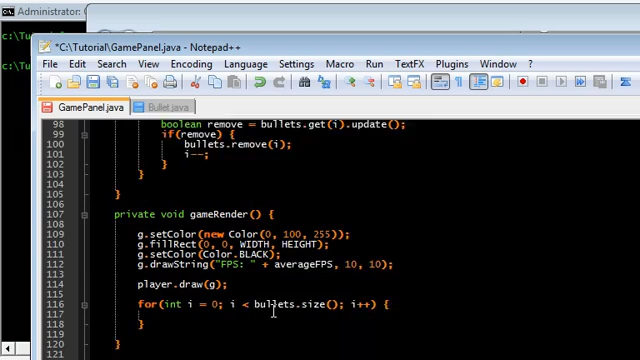 Administrator: C
c:\Tu
*C:\Tutorial\GamePanel.java - Notepad++
c:\Tu
File Edit Search View Encoding Language Settings Macro Run TextFX Plugins Window ?
GamePanel.java Bullet.java
98 boolean remove = bullets.get(i).update();
99 if(remove) {
100 bullets.remove(i);
101 i--;
102 }
103 }
104
105 }
106
107 private void gameRender() {
108
109 g.setColor(new Color(0, 100, 255));
110 g.fillRect(0, 0, WIDTH, HEIGHT);
111 g.setColor(Color.BLACK);
112 g.drawString("FPS: " + averageFPS, 10, 10);
113
114 player.draw(g);
115
116 for(int i = 0; i < bullets.size(); i++) {
117
118 }
119
120 }
121